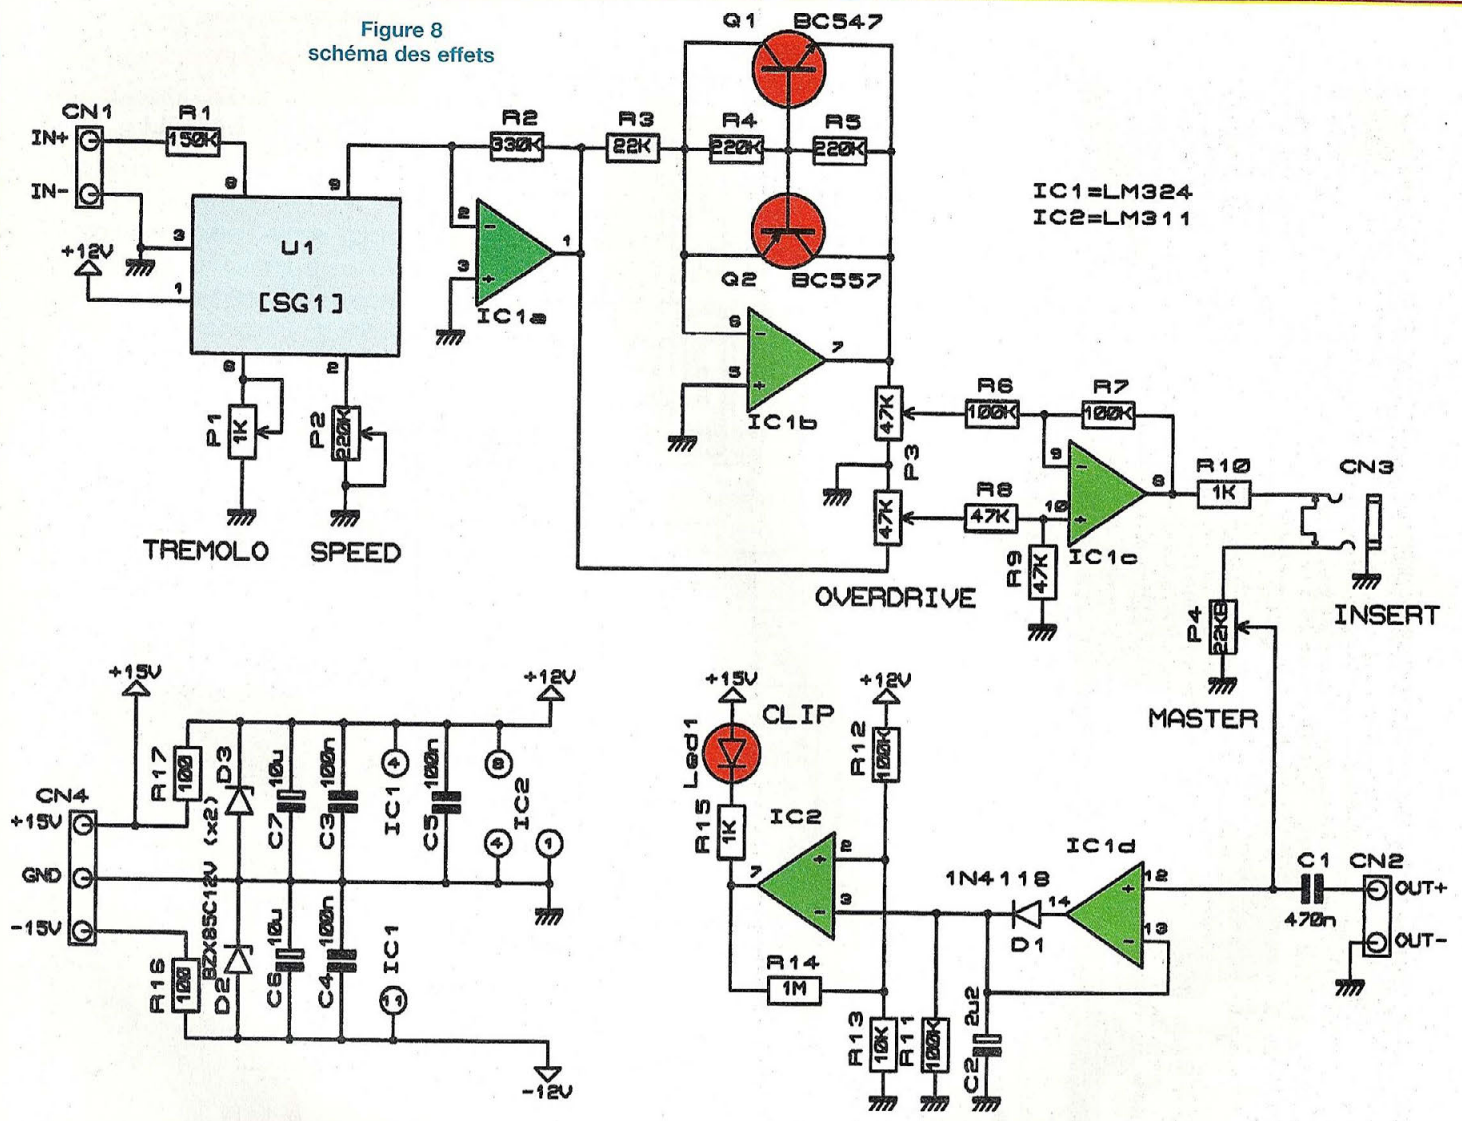 Figure 8
schéma des effets
Q1 BC547
CN1
IN+
IN-
R1
150K
8
9
+12V
3
1
U1
[SG1]
8
2
P1
1K
P2
220K
TREMOLO
SPEED
R2
330K
R3
22K
R4
220K
R5
220K
2
3
1
IC1a
Q2 BC557
6
5
7
IC1b
IC1=LM324
IC2=LM311
47K
P3
47K
OVERDRIVE
R6
100K
R7
100K
R8
47K
R9
47K
9
10
8
IC1c
R10
1K
CN3
INSERT
P4
22KB
MASTER
+15V
+12V
CN4
+15V
GND
-15V
R17
100
R16
100
D3
D2
BZX85C12V (x2)
10u
C7
100n
C3
IC1
4
100n
C5
8
IC2
4
1
10u
C6
100n
C4
IC1
11
-12V
+15V
CLIP
Led1
R15
1K
+12V
R12
100K
IC2
2
3
7
R14
1M
R13
10K
R11
100K
2u2
C2
1N4118
D1
14
IC1d
12
13
C1
470n
CN2
OUT+
OUT-